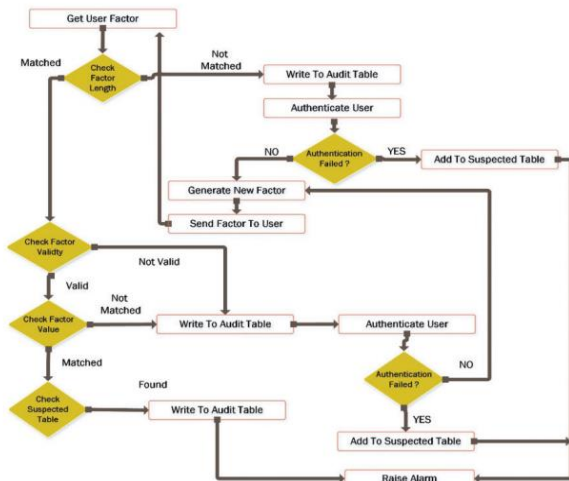 Get User Factor
Matched
Check
Factor
Length
Not
Matched
Write To Audit Table
Authenticate User
NO
Authentication
Failed ?
YES
Add To Suspected Table
Generate New Factor
Send Factor To User
Check Factor
Validty
Not Valid
Valid
Check Factor
Value
Not
Matched
Write To Audit Table
Authenticate User
Matched
Authentication
Failed ?
NO
Check
Suspected
Table
Found
Write To Audit Table
YES
Add To Suspected Table
Raise Alarm